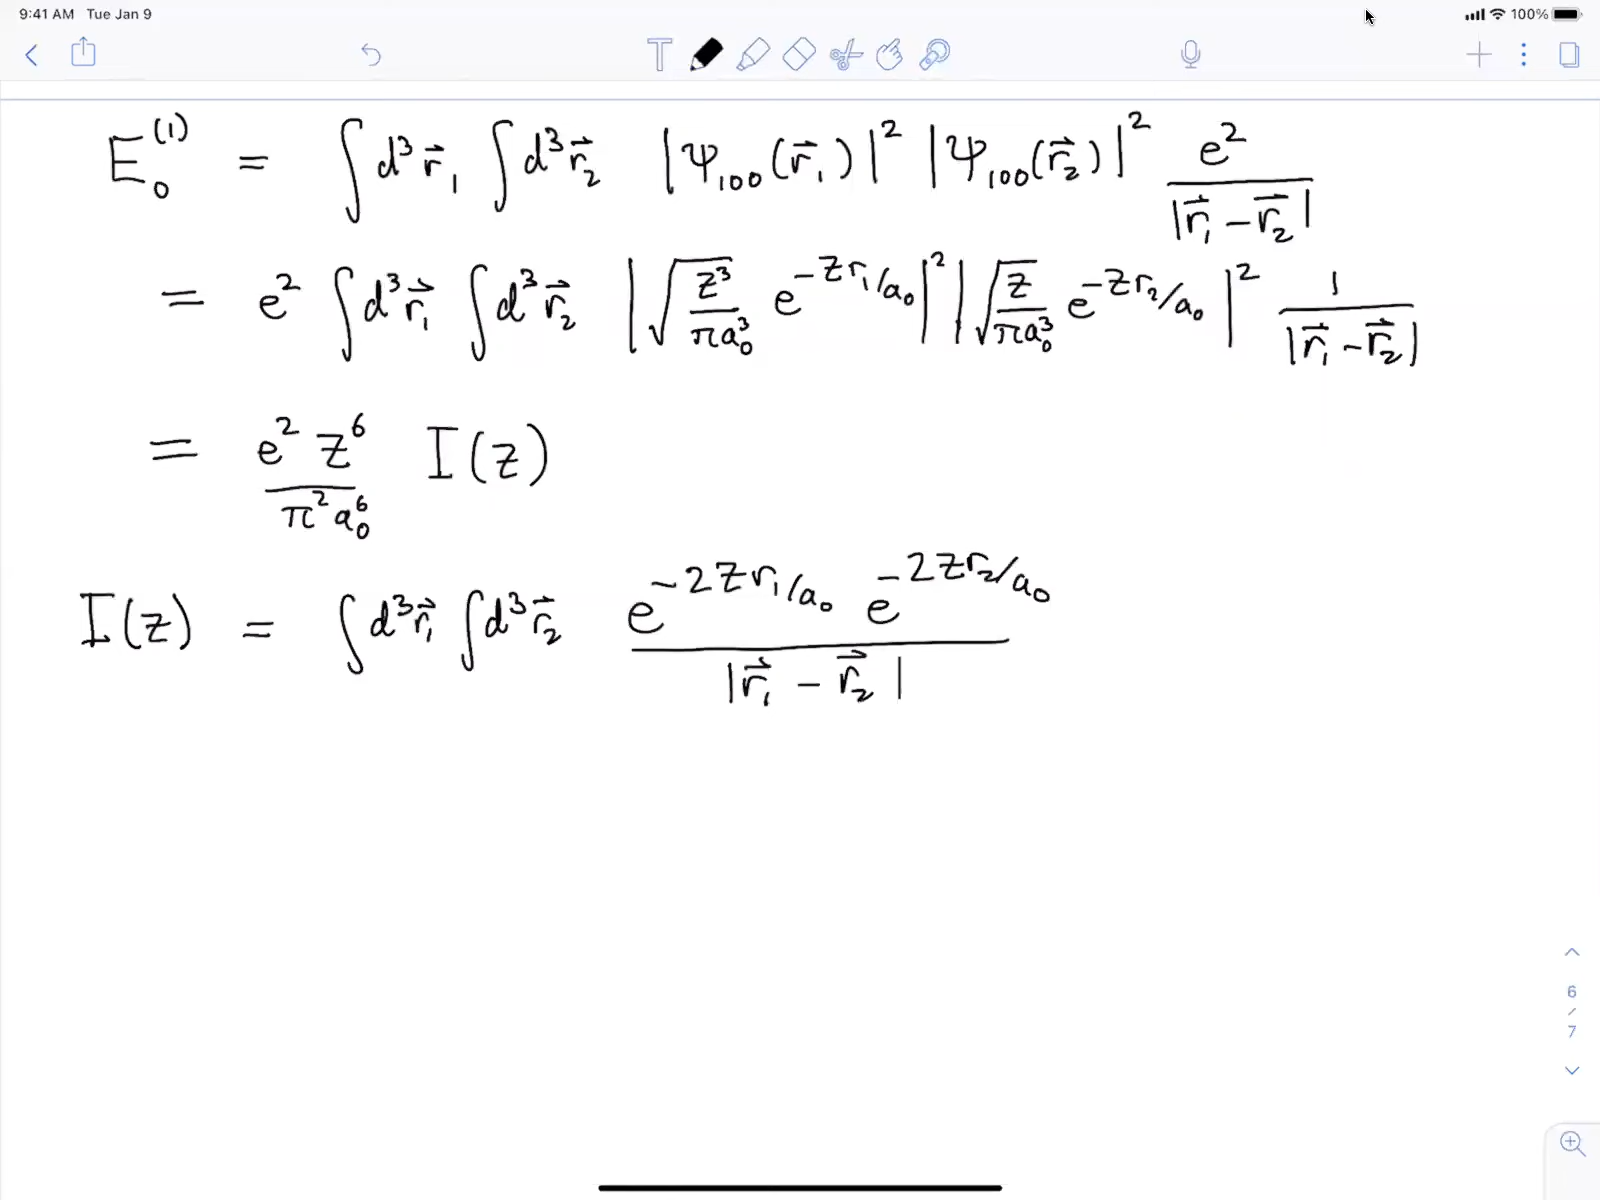 9:41 AM Tue Jan 9 100%
T
E₀⁽¹⁾ = ∫d³r⃗₁ ∫d³r⃗₂ |ψ₁₀₀(r⃗₁)|² |ψ₁₀₀(r⃗₂)|² e²/|r⃗₁ - r⃗₂|
= e² ∫d³r⃗₁ ∫d³r⃗₂ |√(Z³/πa₀³) e^(-Zr₁/a₀)|² |√(Z/πa₀³) e^(-Zr₂/a₀)|² 1/|r⃗₁ - r⃗₂|
= e² Z⁶/π² a₀⁶ I(Z)
I(Z) = ∫d³r⃗₁ ∫d³r⃗₂ e^(-2Zr₁/a₀) e^(-2Zr₂/a₀)/|r⃗₁ - r⃗₂|
6
/
7